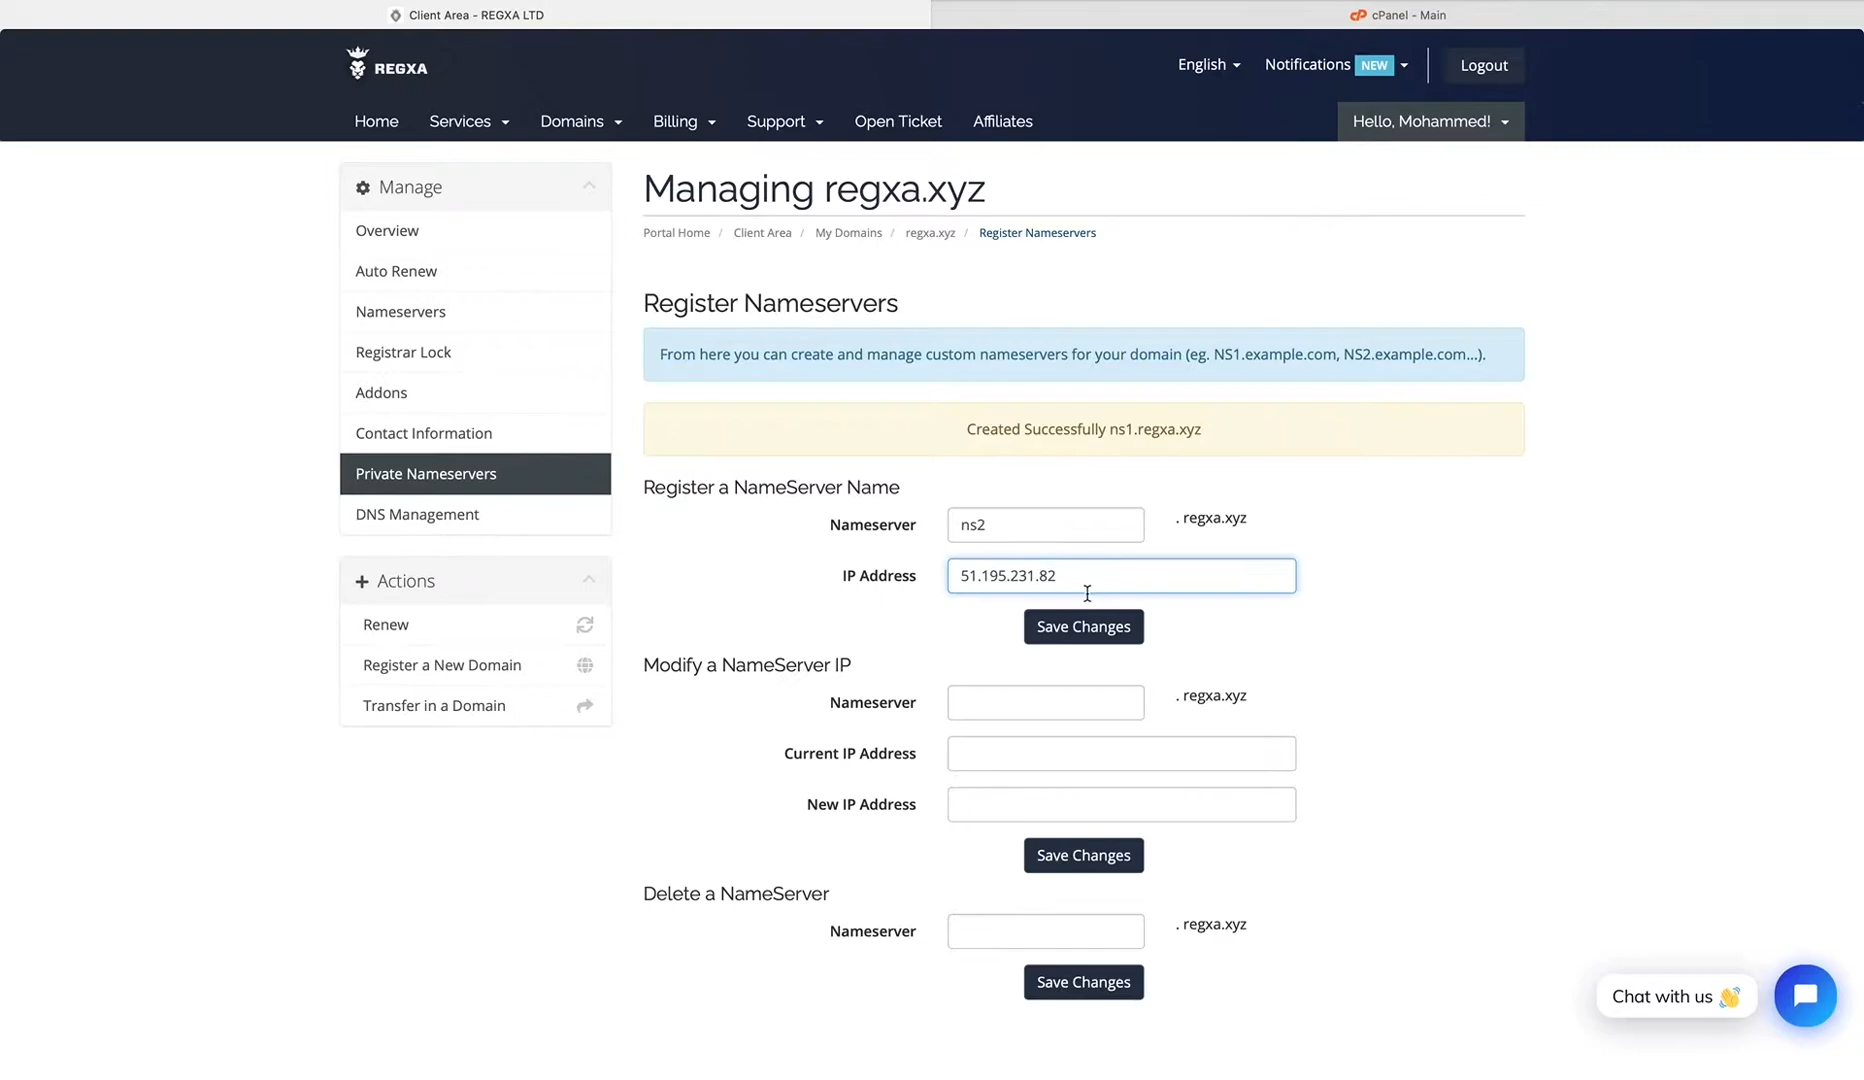 Client Area - REGXA LTD
cPanel - Main
REGXA
English
Notifications NEW
Logout
Home
Services
Domains
Billing
Support
Open Ticket
Affiliates
Hello, Mohammed!
Manage
Overview
Auto Renew
Nameservers
Registrar Lock
Addons
Contact Information
Private Nameservers
DNS Management
Actions
Renew
Register a New Domain
Transfer in a Domain
Managing regxa.xyz
Portal Home / Client Area / My Domains / regxa.xyz / Register Nameservers
Register Nameservers
From here you can create and manage custom nameservers for your domain (eg. NS1.example.com, NS2.example.com...).
Created Successfully ns1.regxa.xyz
Register a NameServer Name
Nameserver ns2 . regxa.xyz
IP Address 51.195.231.82
Save Changes
Modify a NameServer IP
Nameserver . regxa.xyz
Current IP Address
New IP Address
Save Changes
Delete a NameServer
Nameserver . regxa.xyz
Save Changes
Chat with us 👋